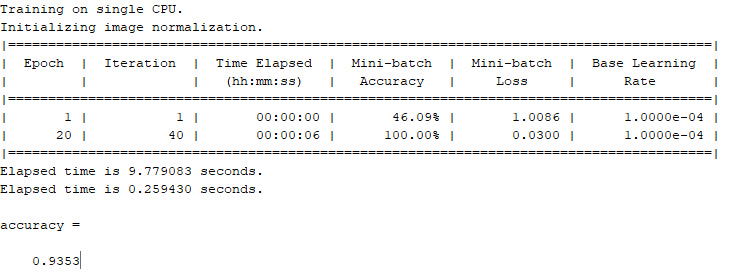 Training on single CPU.
Initializing image normalization.
|========================================================================================|
| Epoch | Iteration | Time Elapsed | Mini-batch | Mini-batch | Base Learning |
| | | (hh:mm:ss) | Accuracy | Loss | Rate |
|========================================================================================|
| 1 | 1 | 00:00:00 | 46.09% | 1.0086 | 1.0000e-04 |
| 20 | 40 | 00:00:06 | 100.00% | 0.0300 | 1.0000e-04 |
|========================================================================================|
Elapsed time is 9.779083 seconds.
Elapsed time is 0.259430 seconds.
accuracy =
0.9353